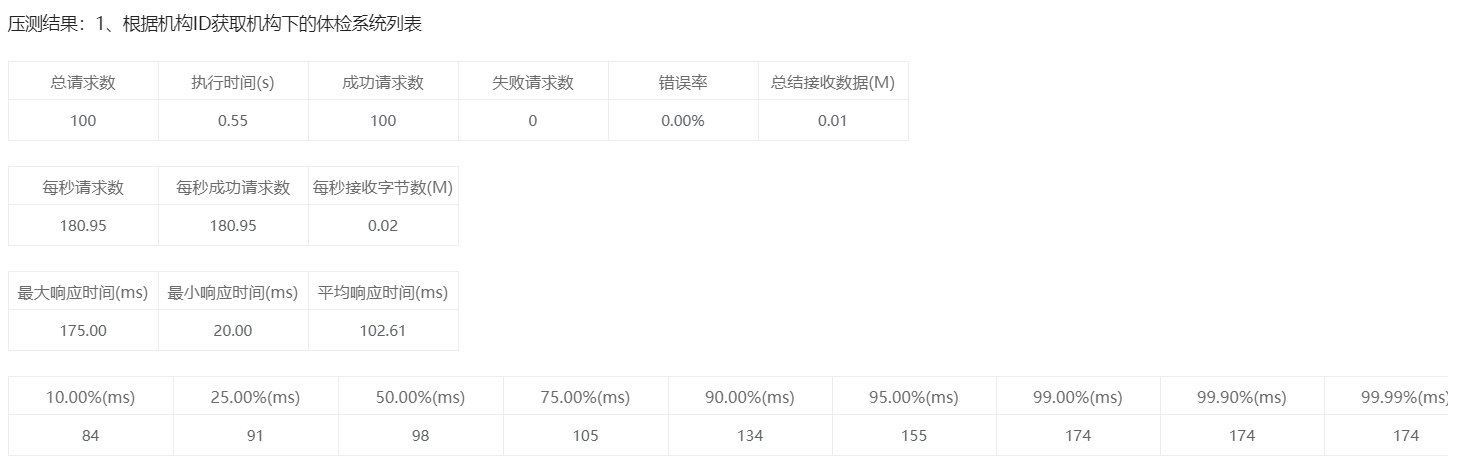 压测结果：1、根据机构ID获取机构下的体检系统列表
总请求数 执行时间(s) 成功请求数 失败请求数 错误率 总结接收数据(M)
100 0.55 100 0 0.00% 0.01
每秒请求数 每秒成功请求数 每秒接收字节数(M)
180.95 180.95 0.02
最大响应时间(ms) 最小响应时间(ms) 平均响应时间(ms)
175.00 20.00 102.61
10.00%(ms) 25.00%(ms) 50.00%(ms) 75.00%(ms) 90.00%(ms) 95.00%(ms) 99.00%(ms) 99.90%(ms) 99.99%(ms)
84 91 98 105 134 155 174 174 174